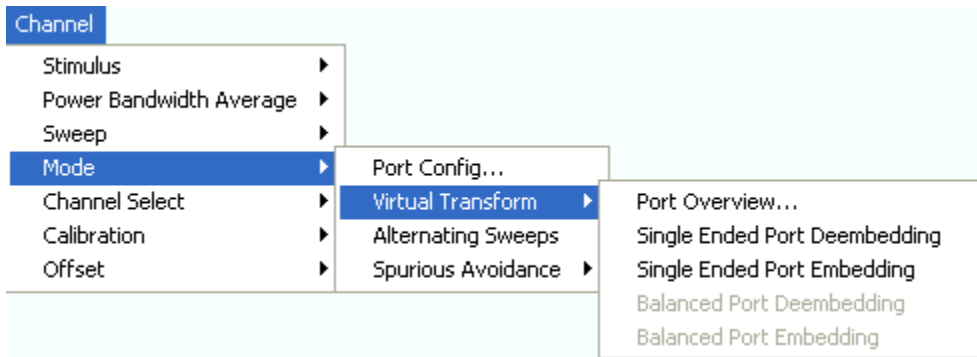 Channel
Stimulus
Power Bandwidth Average
Sweep
Mode
Channel Select
Calibration
Offset
Port Config...
Virtual Transform
Alternating Sweeps
Spurious Avoidance
Port Overview...
Single Ended Port Deembedding
Single Ended Port Embedding
Balanced Port Deembedding
Balanced Port Embedding